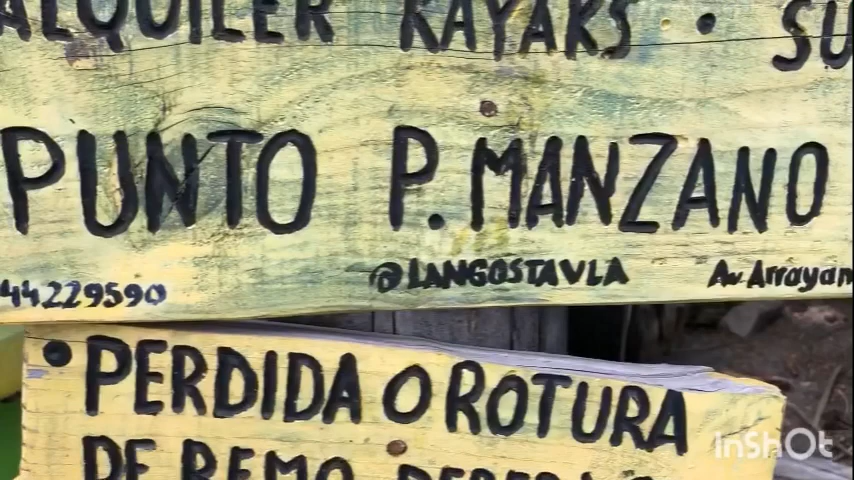 ALQUILER KAYAKS • SU
PUNTO P. MANZANO
44229590 @LANGOSTAVLA Av. Arrayan
• PERDIDA O ROTURA
DE REMO
InShOt